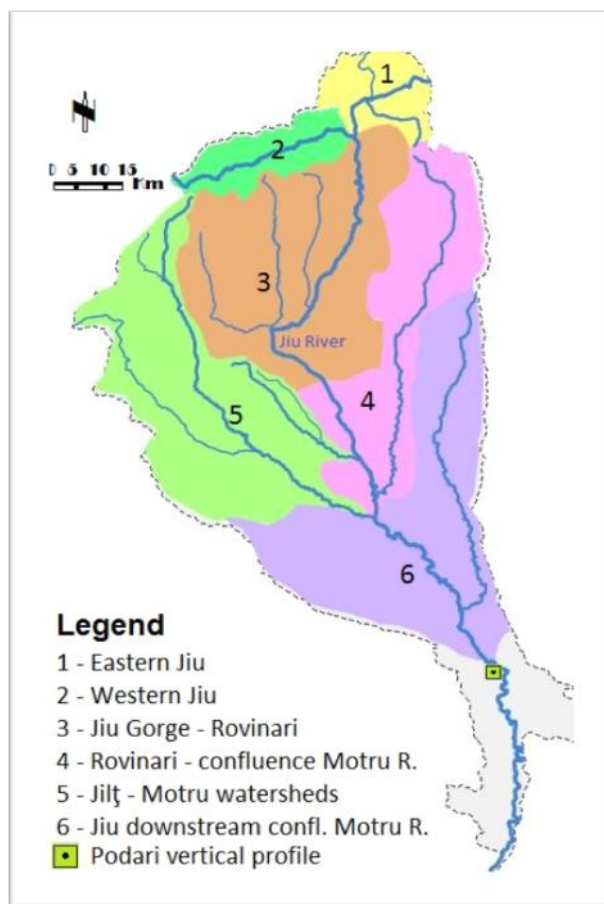 1
2
0 5 10 15
Km
3
Jiu River
4
5
6
Legend
1 - Eastern Jiu
2 - Western Jiu
3 - Jiu Gorge - Rovinari
4 - Rovinari - confluence Motru R.
5 - Jilţ - Motru watersheds
6 - Jiu downstream confl. Motru R.
Podari vertical profile